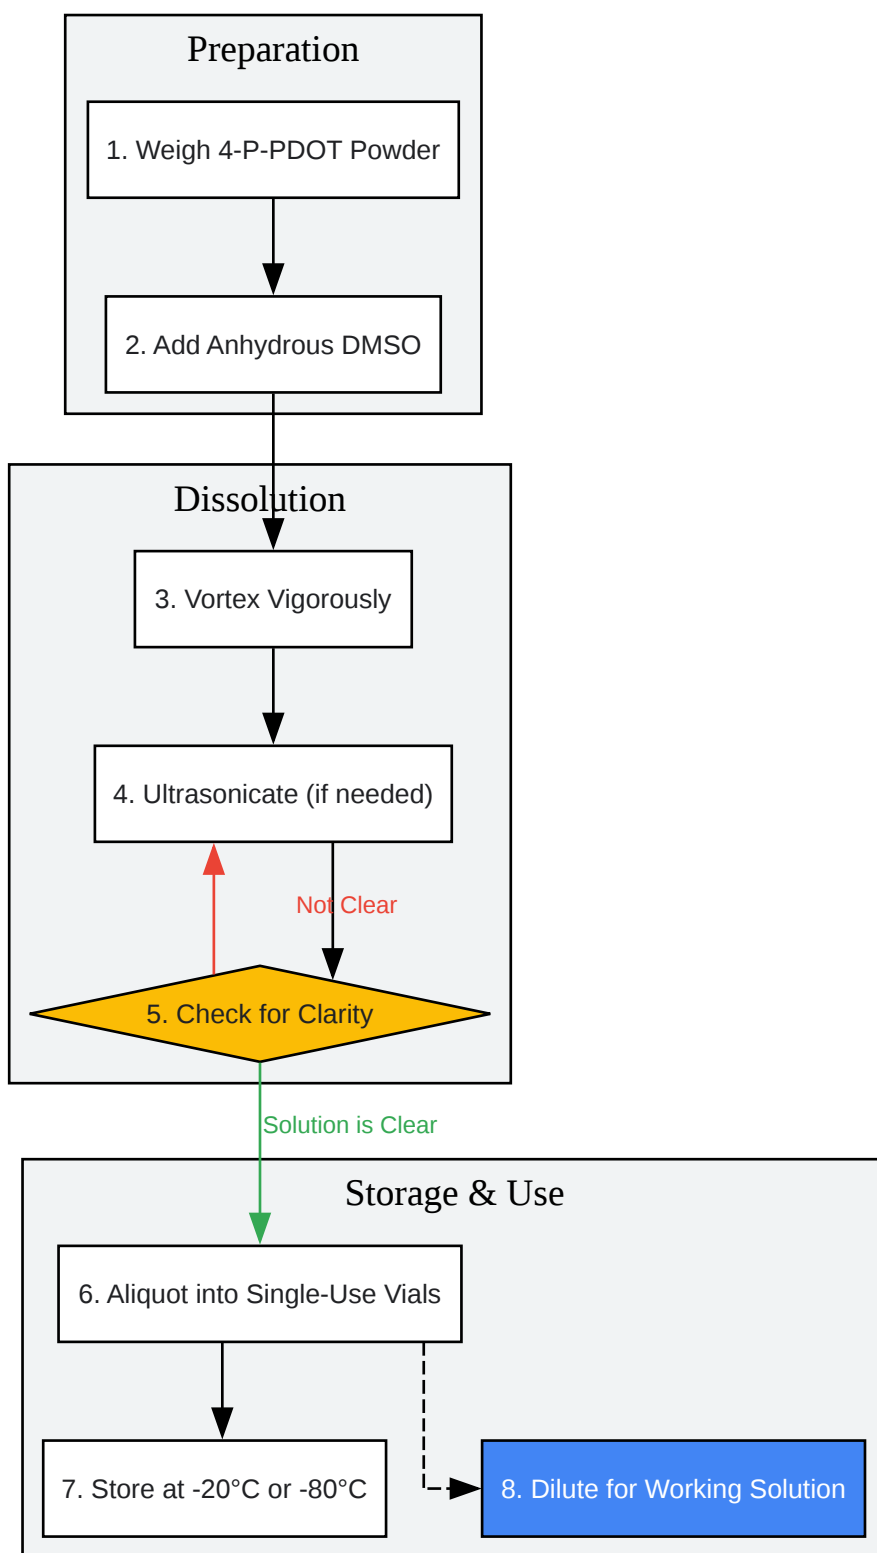 Preparation
1. Weigh 4-P-PDOT Powder
2. Add Anhydrous DMSO
Dissolution
3. Vortex Vigorously
4. Ultrasonicate (if needed)
Not Clear
5. Check for Clarity
Solution is Clear
Storage & Use
6. Aliquot into Single-Use Vials
7. Store at -20°C or -80°C
8. Dilute for Working Solution